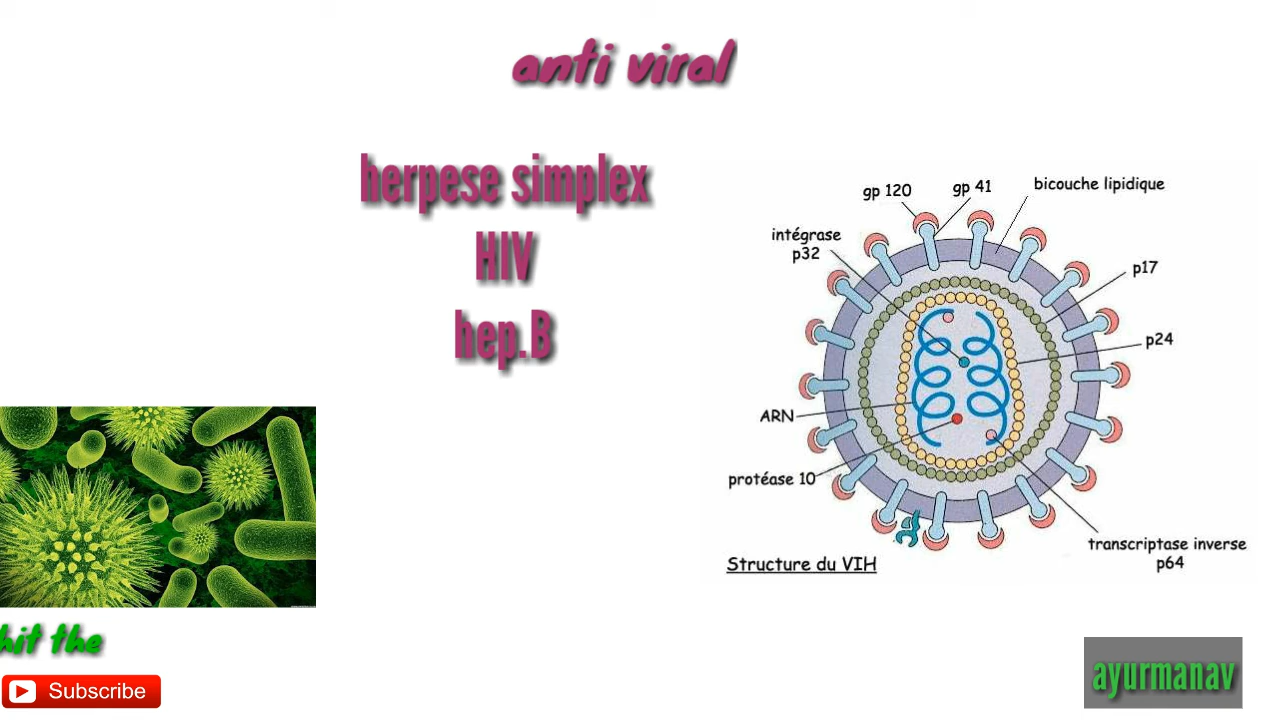 anti viral
herpese simplex
HIV
hep.B
gp 120
gp 41
bicouche lipidique
intégrase
p32
p17
p24
ARN
protéase 10
transcriptase inverse
p64
Structure du VIH
hit the
Subscribe
ayurmanav